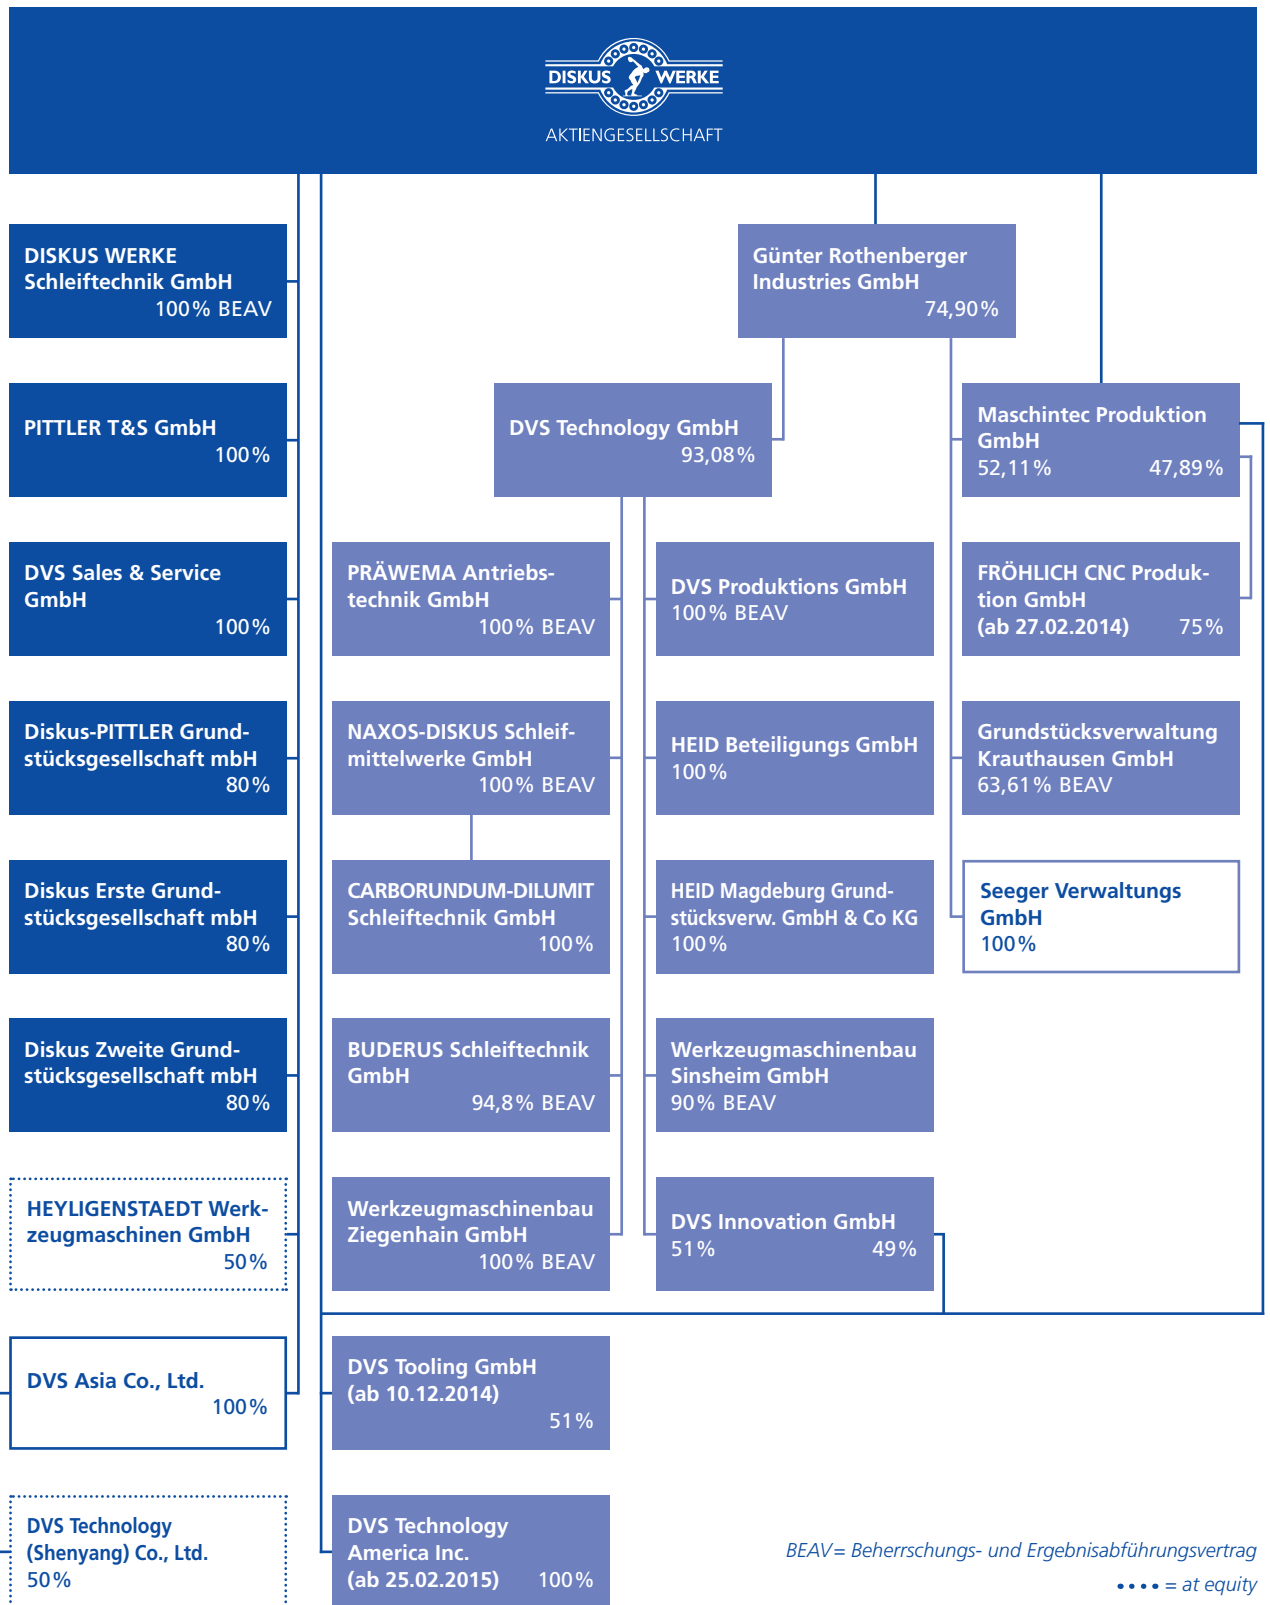 DISKUS WERKE
AKTIENGESELLSCHAFT
DISKUS WERKE
Schleiftechnik GmbH
100% BEAV
PITTLER T&S GmbH
100%
DVS Sales & Service
GmbH
100%
Diskus-PITTLER Grund-
stücksgesellschaft mbH
80%
Diskus Erste Grund-
stücksgesellschaft mbH
80%
Diskus Zweite Grund-
stücksgesellschaft mbH
80%
HEYLIGENSTAEDT Werk-
zeugmaschinen GmbH
50%
DVS Asia Co., Ltd.
100%
DVS Technology
(Shenyang) Co., Ltd.
50%
Günter Rothenberger
Industries GmbH
74,90%
DVS Technology GmbH
93,08%
PRÄWEMA Antriebs-
technik GmbH
100% BEAV
NAXOS-DISKUS Schleif-
mittelwerke GmbH
100% BEAV
CARBORUNDUM-DILUMIT
Schleiftechnik GmbH
100%
BUDERUS Schleiftechnik
GmbH
94,8% BEAV
Werkzeugmaschinenbau
Ziegenhain GmbH
100% BEAV
DVS Tooling GmbH
(ab 10.12.2014)
51%
DVS Technology
America Inc.
(ab 25.02.2015) 100%
DVS Produktions GmbH
100% BEAV
HEID Beteiligungs GmbH
100%
HEID Magdeburg Grund-
stücksverw. GmbH & Co KG
100%
Werkzeugmaschinenbau
Sinsheim GmbH
90% BEAV
DVS Innovation GmbH
51% 49%
Maschintec Produktion
GmbH
52,11% 47,89%
FRÖHLICH CNC Produk-
tion GmbH
(ab 27.02.2014) 75%
Grundstücksverwaltung
Krauthausen GmbH
63,61% BEAV
Seeger Verwaltungs
GmbH
100%
BEAV= Beherrschungs- und Ergebnisabführungsvertrag
•••• = at equity